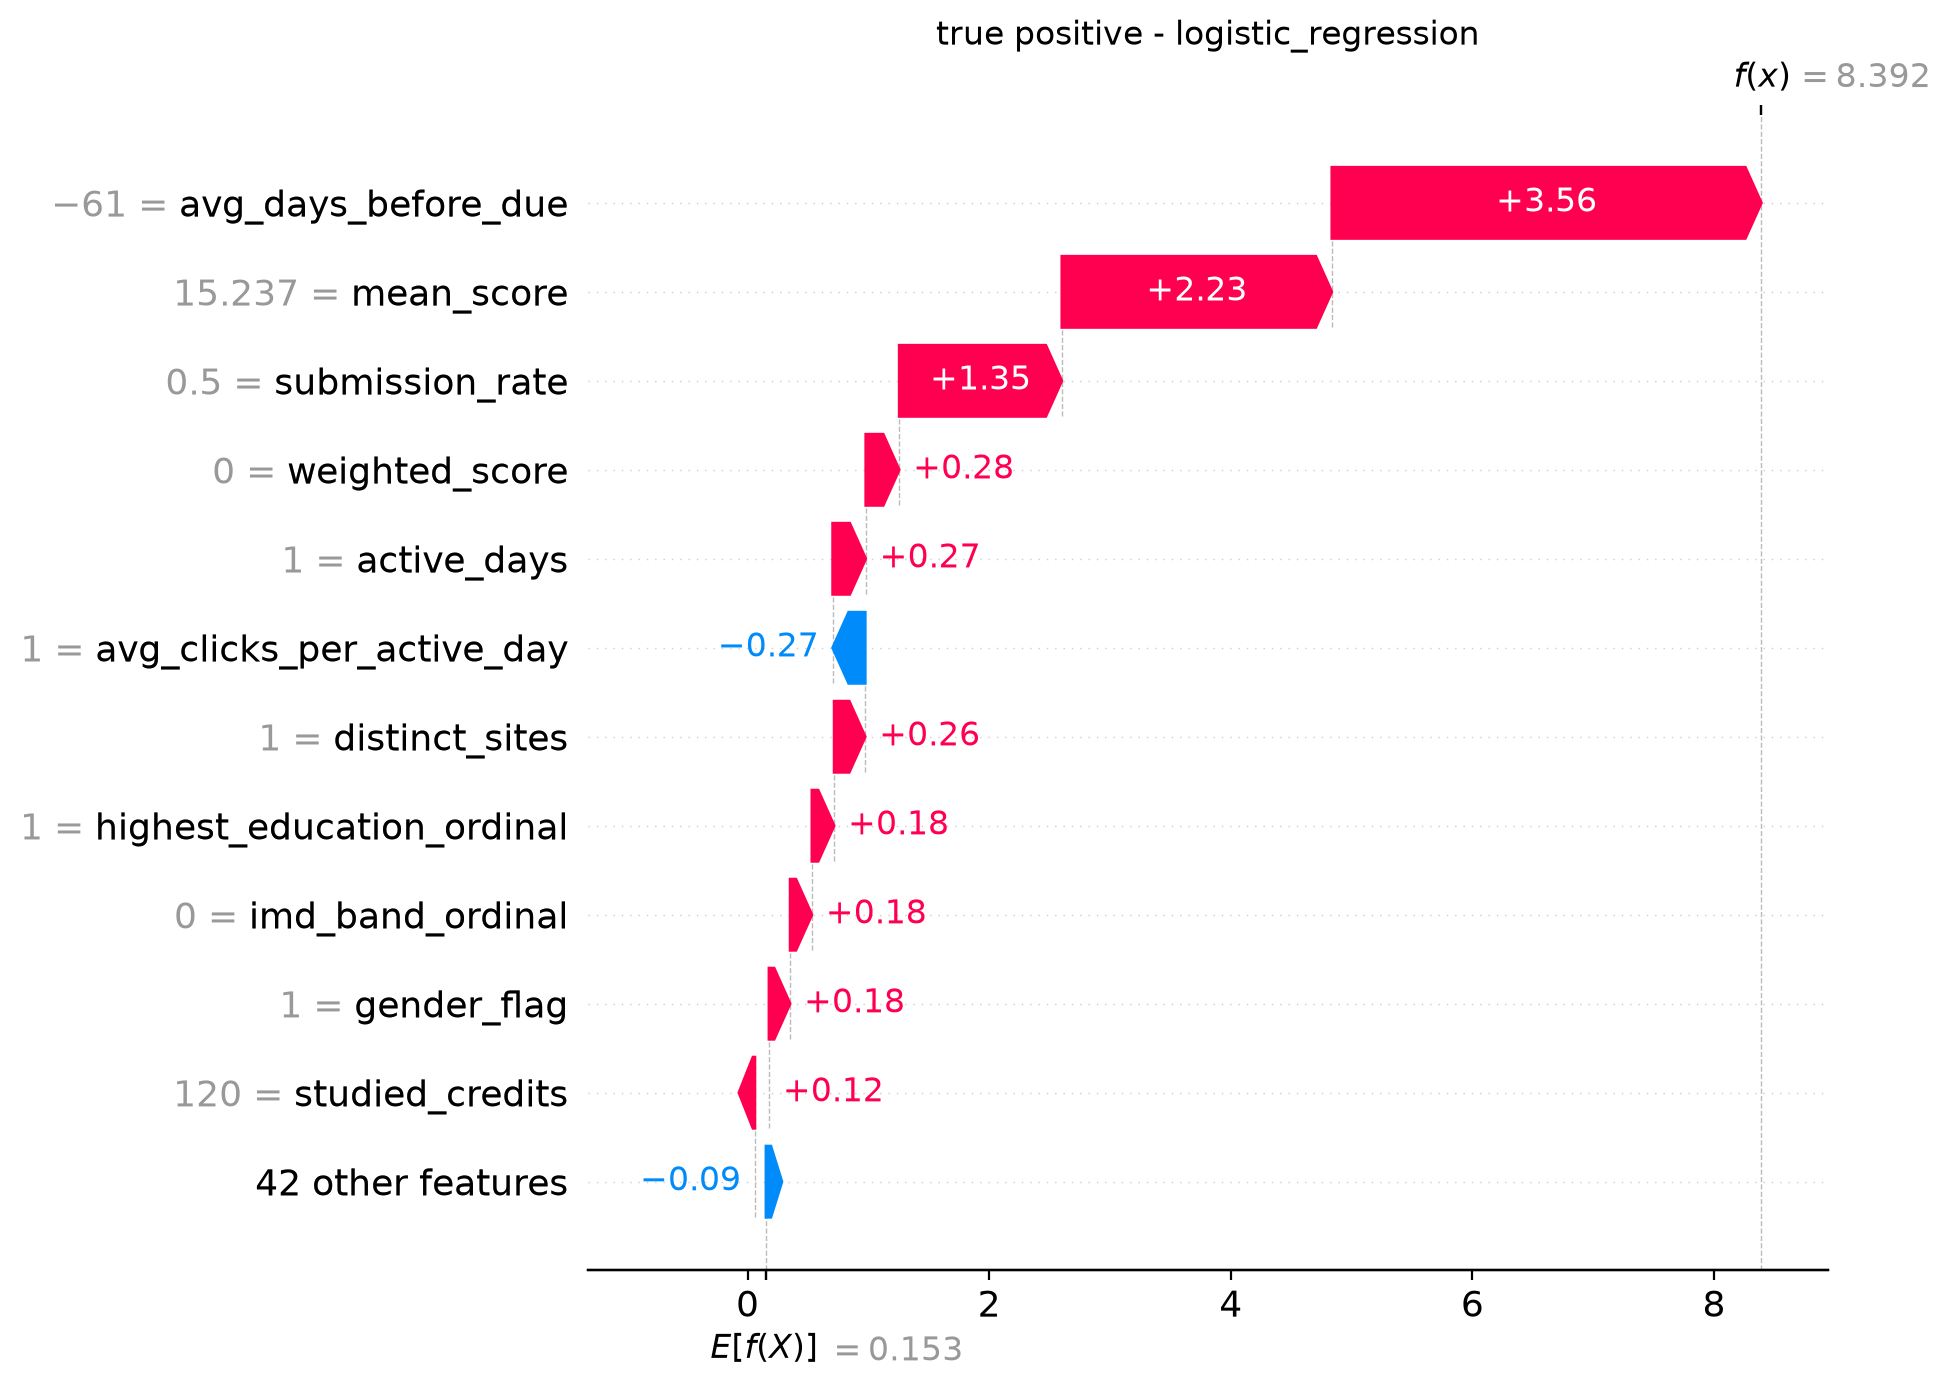 true positive - logistic_regression
f(x) = 8.392
−61 = avg_days_before_due +3.56
15.237 = mean_score +2.23
0.5 = submission_rate +1.35
0 = weighted_score +0.28
1 = active_days +0.27
1 = avg_clicks_per_active_day −0.27
1 = distinct_sites +0.26
1 = highest_education_ordinal +0.18
0 = imd_band_ordinal +0.18
1 = gender_flag +0.18
120 = studied_credits +0.12
42 other features −0.09
0 2 4 6 8
E[f(X)] = 0.153